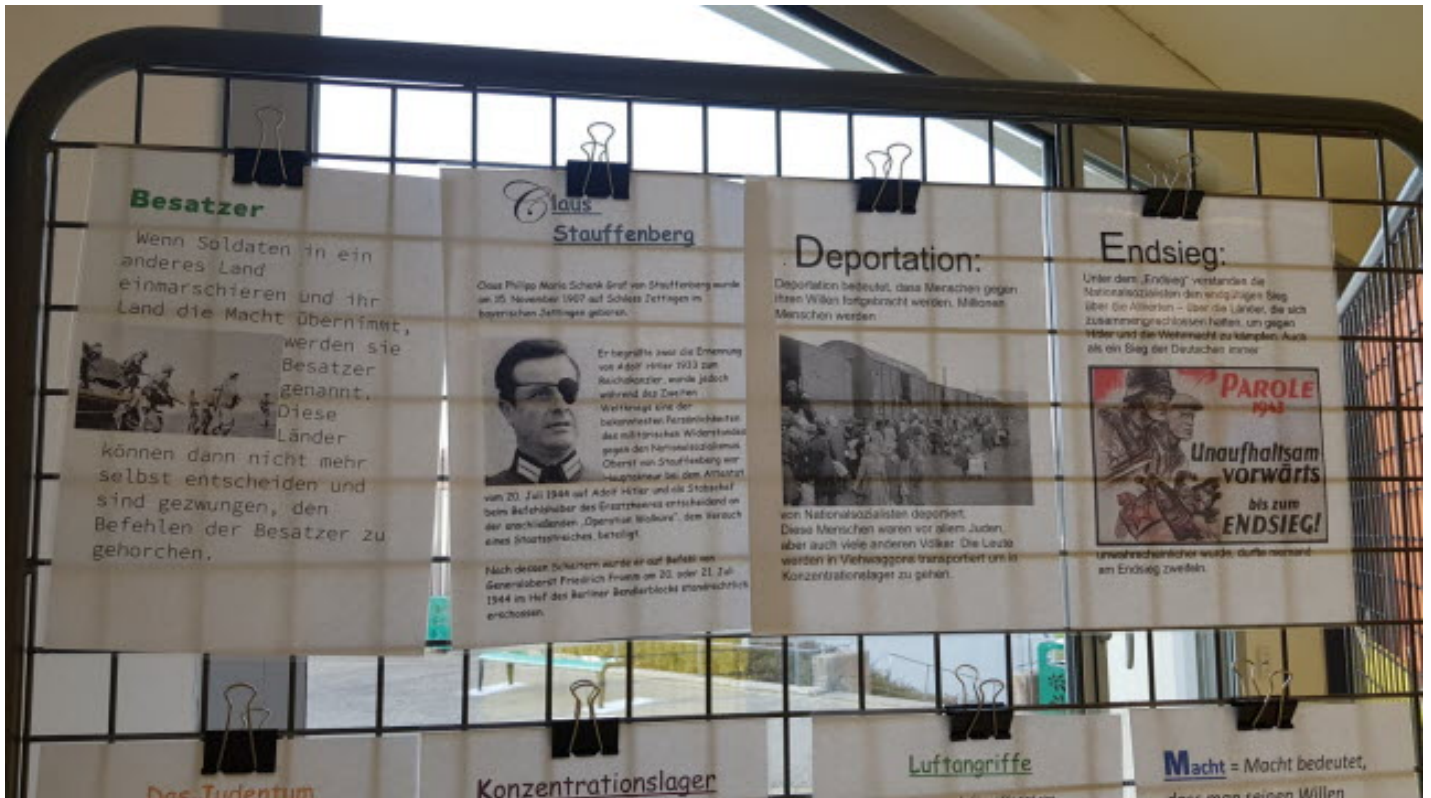 Besatzer
Wenn Soldaten in ein
anderes Land
einmarschieren und ihr
Land die Macht übernimmt,
werden sie
Besatzer
genannt.
Diese
Länder
können dann nicht mehr
selbst entscheiden und
sind gezwungen, den
Befehlen der Besatzer zu
gehorchen.
Claus
Stauffenberg
Claus Philipp Maria Schenk Graf von Stauffenberg wurde
am 15. November 1907 auf Schloss Jettingen im
bayerischen Jettingen geboren.
Er begrüßte zwar die Ernennung
von Adolf Hitler 1933 zum
Reichskanzler, wurde jedoch
während des Zweiten
Weltkriegs eine der
bekanntesten Persönlichkeiten
des militärischen Widerstandes
gegen den Nationalsozialismus.
Oberst von Stauffenberg war
Hauptakteur bei dem Attentat
vom 20. Juli 1944 auf Adolf Hitler und als Stabschef
beim Befehlshaber des Ersatzheeres entscheidend an
der anschließenden „Operation Walküre“, dem Versuch
eines Staatsstreiches, beteiligt.
Nach dessen Scheitern wurde er auf Befehl von
Generaloberst Friedrich Fromm am 20. oder 21. Juli
1944 im Hof des Berliner Bendlerblocks standrechtlich
erschossen.
Deportation:
Deportation bedeutet, dass Menschen gegen
ihren Willen fortgebracht werden. Millionen
Menschen werden
von Nationalsozialisten deportiert.
Diese Menschen waren vor allem Juden,
aber auch viele anderen Völker. Die Leute
werden in Viehwaggons transportiert um in
Konzentrationslager zu gehen.
Endsieg:
Unter dem „Endsieg“ verstanden die
Nationalsozialisten den endgültigen Sieg
über die Alliierten – über die Länder, die sich
zusammengeschlossen hatten, um gegen
Hitler und die Wehrmacht zu kämpfen. Auch
als ein Sieg der Deutschen immer
PAROLE
1943
Unaufhaltsam
vorwärts
bis zum
ENDSIEG!
unwahrscheinlicher wurde, durfte niemand
am Endsieg zweifeln.
Das Judentum
Konzentrationslager
Luftangriffe
Macht = Macht bedeutet,
dass man seinen Willen